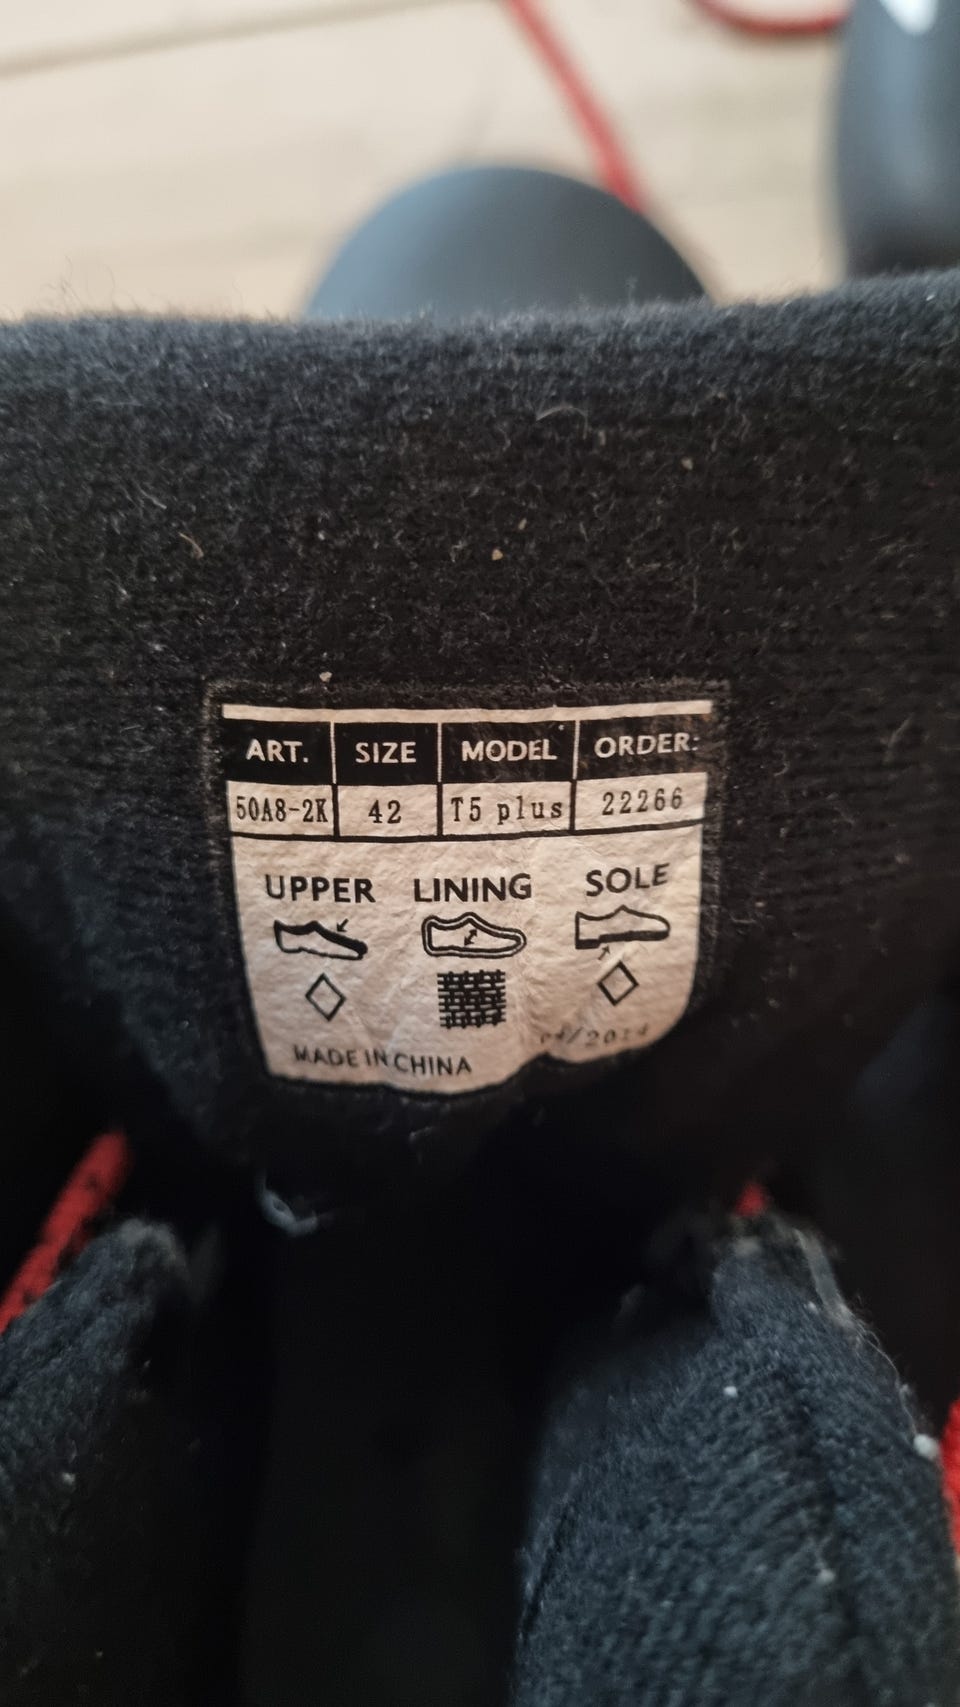 ART. SIZE MODEL ORDER:
50A8-2K 42 T5 plus 22266
UPPER LINING SOLE
MADE IN CHINA